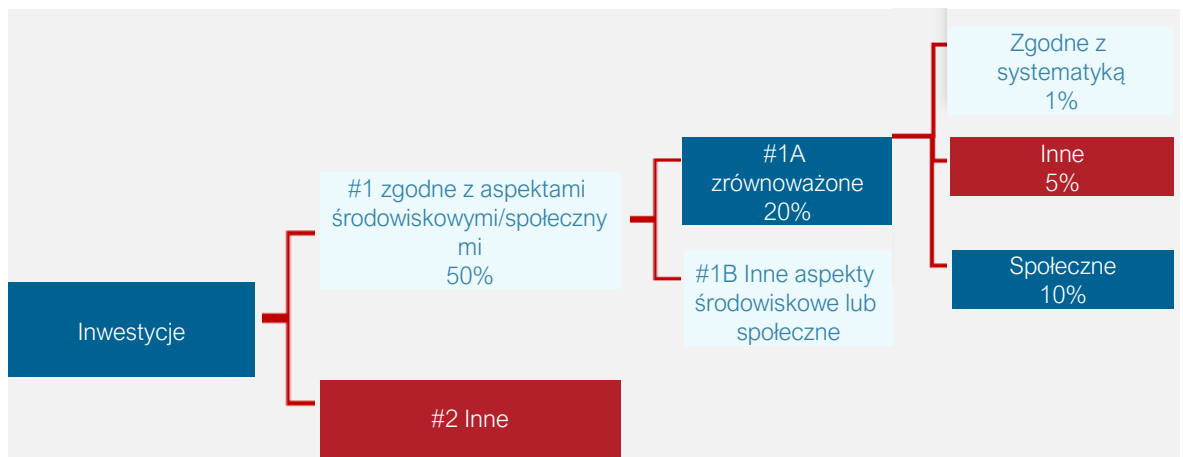 Inwestycje
#1 zgodne z aspektami
środowiskowymi/społeczny
mi
50%
#2 Inne
#1A
zrównoważone
20%
#1B Inne aspekty
środowiskowe lub
społeczne
Zgodne z
systematyką
1%
Inne
5%
Społeczne
10%